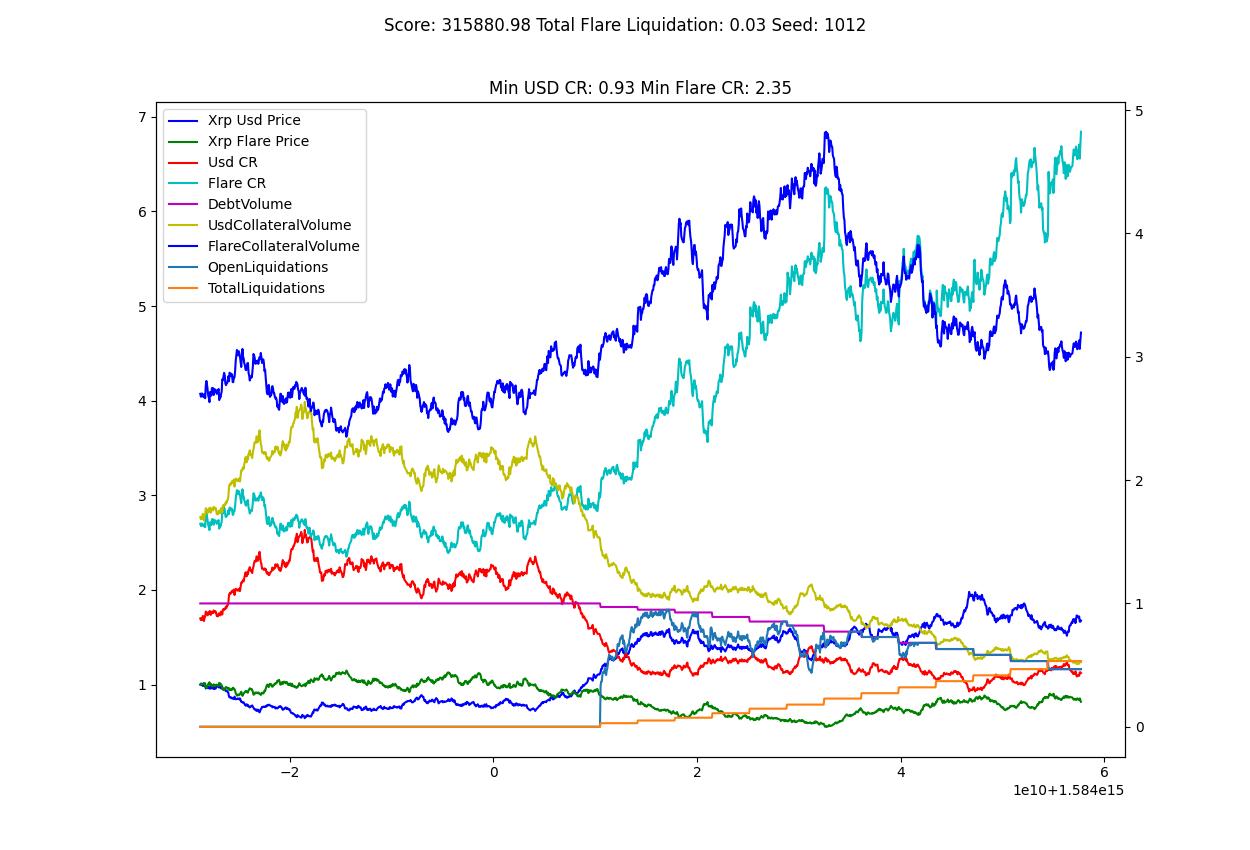 Score: 315880.98 Total Flare Liquidation: 0.03 Seed: 1012
Min USD CR: 0.93 Min Flare CR: 2.35
Xrp Usd Price
Xrp Flare Price
Usd CR
Flare CR
DebtVolume
UsdCollateralVolume
FlareCollateralVolume
OpenLiquidations
TotalLiquidations
7
6
5
4
3
2
1
5
4
3
2
1
0
−2
0
2
4
6
1e10+1.584e15